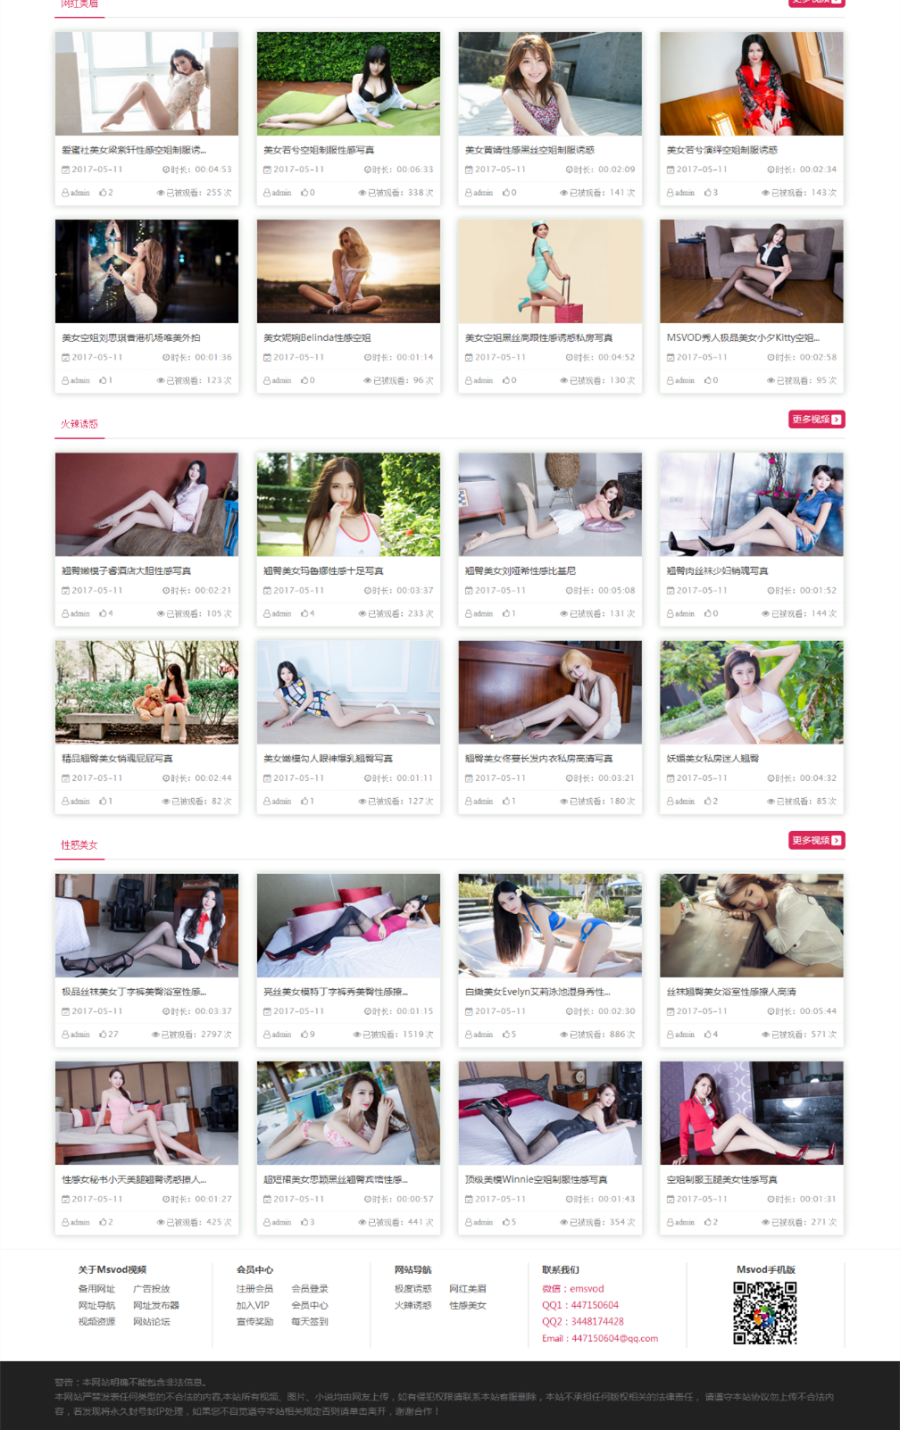 网红美眉
更多视频
爱蜜社美女梁紫轩性感空姐制服诱...
2017-05-11 时长：00:04:53
admin 2 已被观看：255 次
美女若兮空姐制服性感写真
2017-05-11 时长：00:06:33
admin 0 已被观看：338 次
美女黄婧性感黑丝空姐制服诱惑
2017-05-11 时长：00:02:09
admin 0 已被观看：141 次
美女若兮演绎空姐制服诱惑
2017-05-11 时长：00:02:34
admin 3 已被观看：143 次
美女空姐刘思琪香港机场唯美外拍
2017-05-11 时长：00:01:36
admin 1 已被观看：123 次
美女妮婉Belinda性感空姐
2017-05-11 时长：00:01:14
admin 0 已被观看：96 次
美女空姐黑丝高跟性感诱惑私房写真
2017-05-11 时长：00:04:52
admin 0 已被观看：130 次
MSVOD秀人极品美女小夕Kitty空姐...
2017-05-11 时长：00:02:58
admin 0 已被观看：95 次
火辣诱惑
更多视频
翘臀嫩模子睿酒店大胆性感写真
2017-05-11 时长：00:02:21
admin 4 已被观看：105 次
翘臀美女玛鲁娜性感十足写真
2017-05-11 时长：00:03:37
admin 4 已被观看：233 次
翘臀美女刘娅希性感比基尼
2017-05-11 时长：00:05:08
admin 1 已被观看：131 次
翘臀肉丝袜少妇销魂写真
2017-05-11 时长：00:01:52
admin 0 已被观看：144 次
精品翘臀美女销魂屁屁写真
2017-05-11 时长：00:02:44
admin 1 已被观看：82 次
美女嫩模勾人眼神爆乳翘臀写真
2017-05-11 时长：00:01:11
admin 1 已被观看：127 次
翘臀美女佟蔓长发内衣私房高清写真
2017-05-11 时长：00:03:21
admin 1 已被观看：180 次
妖媚美女私房迷人翘臀
2017-05-11 时长：00:04:32
admin 2 已被观看：85 次
性感美女
更多视频
极品丝袜美女丁字裤美臀浴室性感...
2017-05-11 时长：00:03:37
admin 27 已被观看：2797 次
亮丝美女模特丁字裤秀美臀性感撩...
2017-05-11 时长：00:01:15
admin 9 已被观看：1519 次
白嫩美女Evelyn艾莉泳池湿身秀性...
2017-05-11 时长：00:02:30
admin 5 已被观看：886 次
丝袜翘臀美女浴室性感撩人高清
2017-05-11 时长：00:05:44
admin 4 已被观看：571 次
性感女秘书小天美腿翘臀诱惑撩人...
2017-05-11 时长：00:01:27
admin 2 已被观看：425 次
超短裙美女思颖黑丝翘臀宾馆性感...
2017-05-11 时长：00:00:57
admin 3 已被观看：441 次
顶级美模Winnie空姐制服性感写真
2017-05-11 时长：00:01:43
admin 5 已被观看：354 次
空姐制服玉腿美女性感写真
2017-05-11 时长：00:01:31
admin 2 已被观看：271 次
关于Msvod视频
备用网址 广告投放
网址导航 网址发布器
视频资源 网站论坛
会员中心
注册会员 会员登录
加入VIP 会员中心
宣传奖励 每天签到
网站导航
极度诱惑 网红美眉
火辣诱惑 性感美女
联系我们
微信：emsvod
QQ1：447150604
QQ2：3448174428
Email：447150604@qq.com
Msvod手机版
警告：本网站明确不能包含非法信息。
本网站严禁发表任何类型的不合法的内容,本站所有视频、图片、小说均由网友上传，如有侵犯权限请联系本站客服删除，本站不承担任何版权相关的法律责任， 请遵守本站协议勿上传不合法内
容，若发现将永久封号封IP处理，如果您不自觉遵守本站相关规定否则请单击离开，谢谢合作！